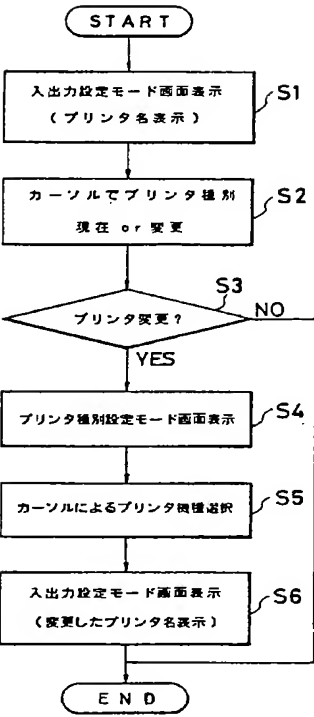 START
入出力設定モード画面表示
(プリンタ名表示)
S1
カーソルでプリンタ種別
現在 or 変更
S2
S3
プリンタ変更?
NO
YES
プリンタ種別設定モード画面表示
S4
カーソルによるプリンタ機種選択
S5
入出力設定モード画面表示
(変更したプリンタ名表示)
S6
END